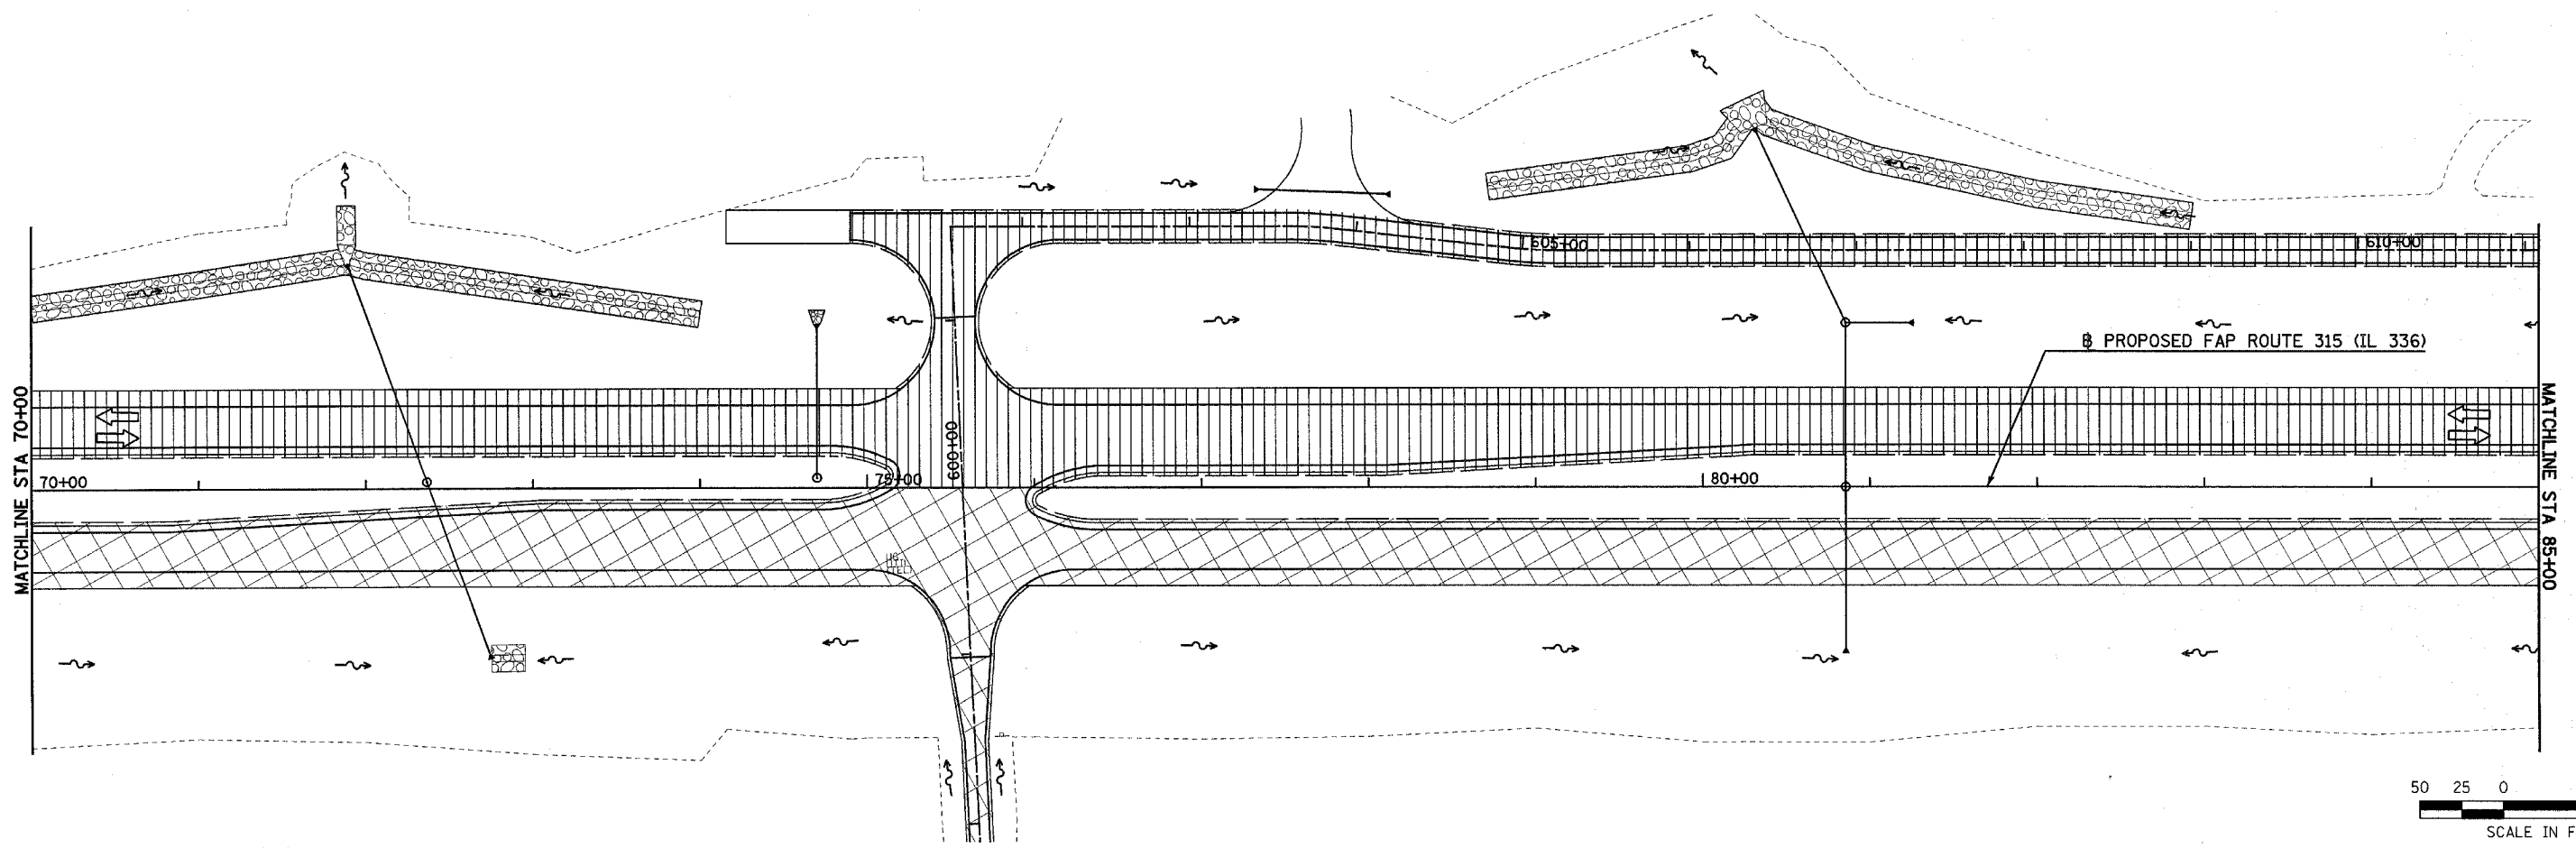 605+00
610+00
℄ PROPOSED FAP ROUTE 315 (IL 336)
MATCHLINE STA 70+00
MATCHLINE STA 85+00
600+00
70+00
75+00
80+00
50 25 0
SCALE IN F